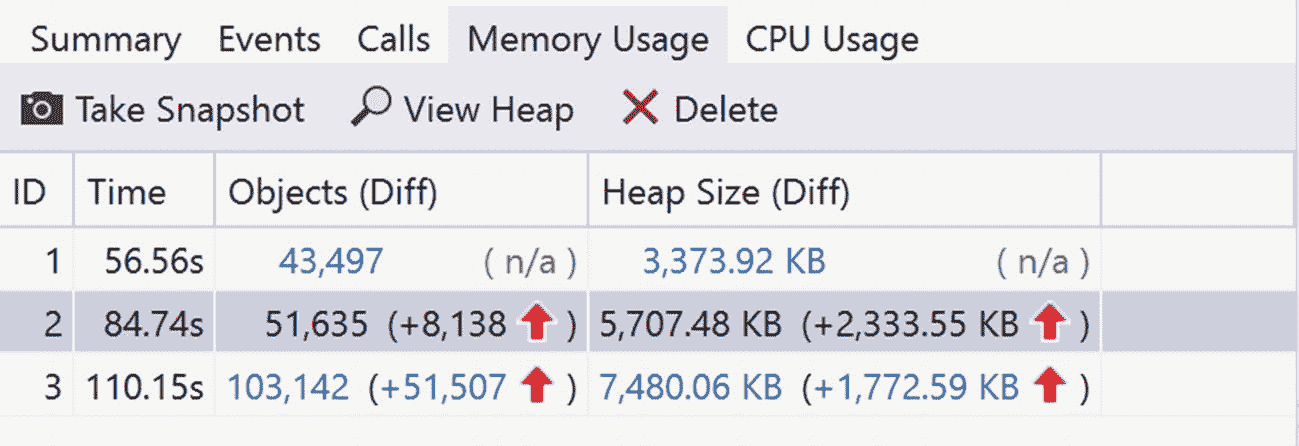 Summary Events Calls Memory Usage CPU Usage
Take Snapshot View Heap Delete
ID Time Objects (Diff) Heap Size (Diff)
1 56.56s 43,497 ( n/a ) 3,373.92 KB ( n/a )
2 84.74s 51,635 (+8,138 ) 5,707.48 KB (+2,333.55 KB )
3 110.15s 103,142 (+51,507 ) 7,480.06 KB (+1,772.59 KB )